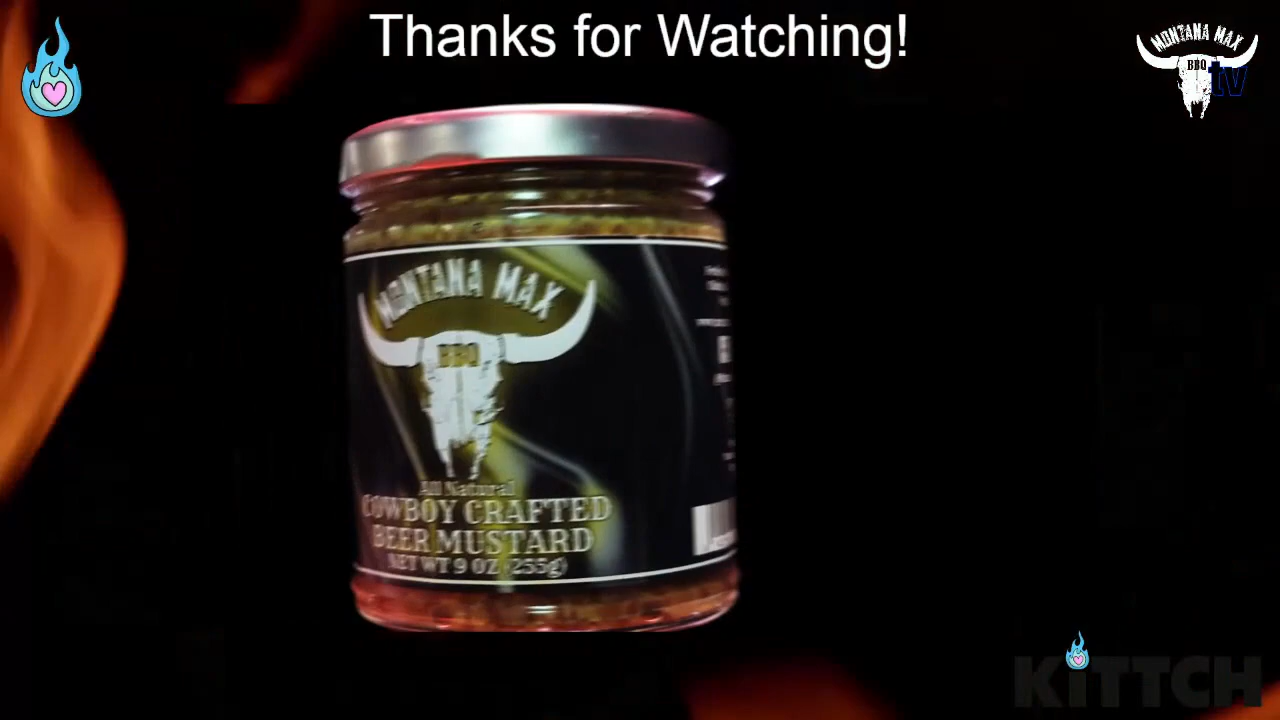 Thanks for Watching!
MONTANA MAX
BBQ
tv
MONTANA MAX
BBQ
All Natural
COWBOY CRAFTED
BEER MUSTARD
NET WT 9 OZ (255g)
KITTCH